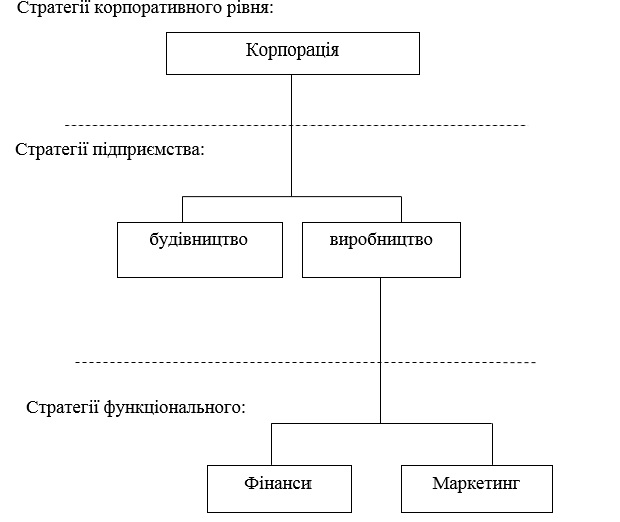 Стратегії корпоративного рівня:
Корпорація
Стратегії підприємства:
будівництво
виробництво
Стратегії функціонального:
Фінанси
Маркетинг